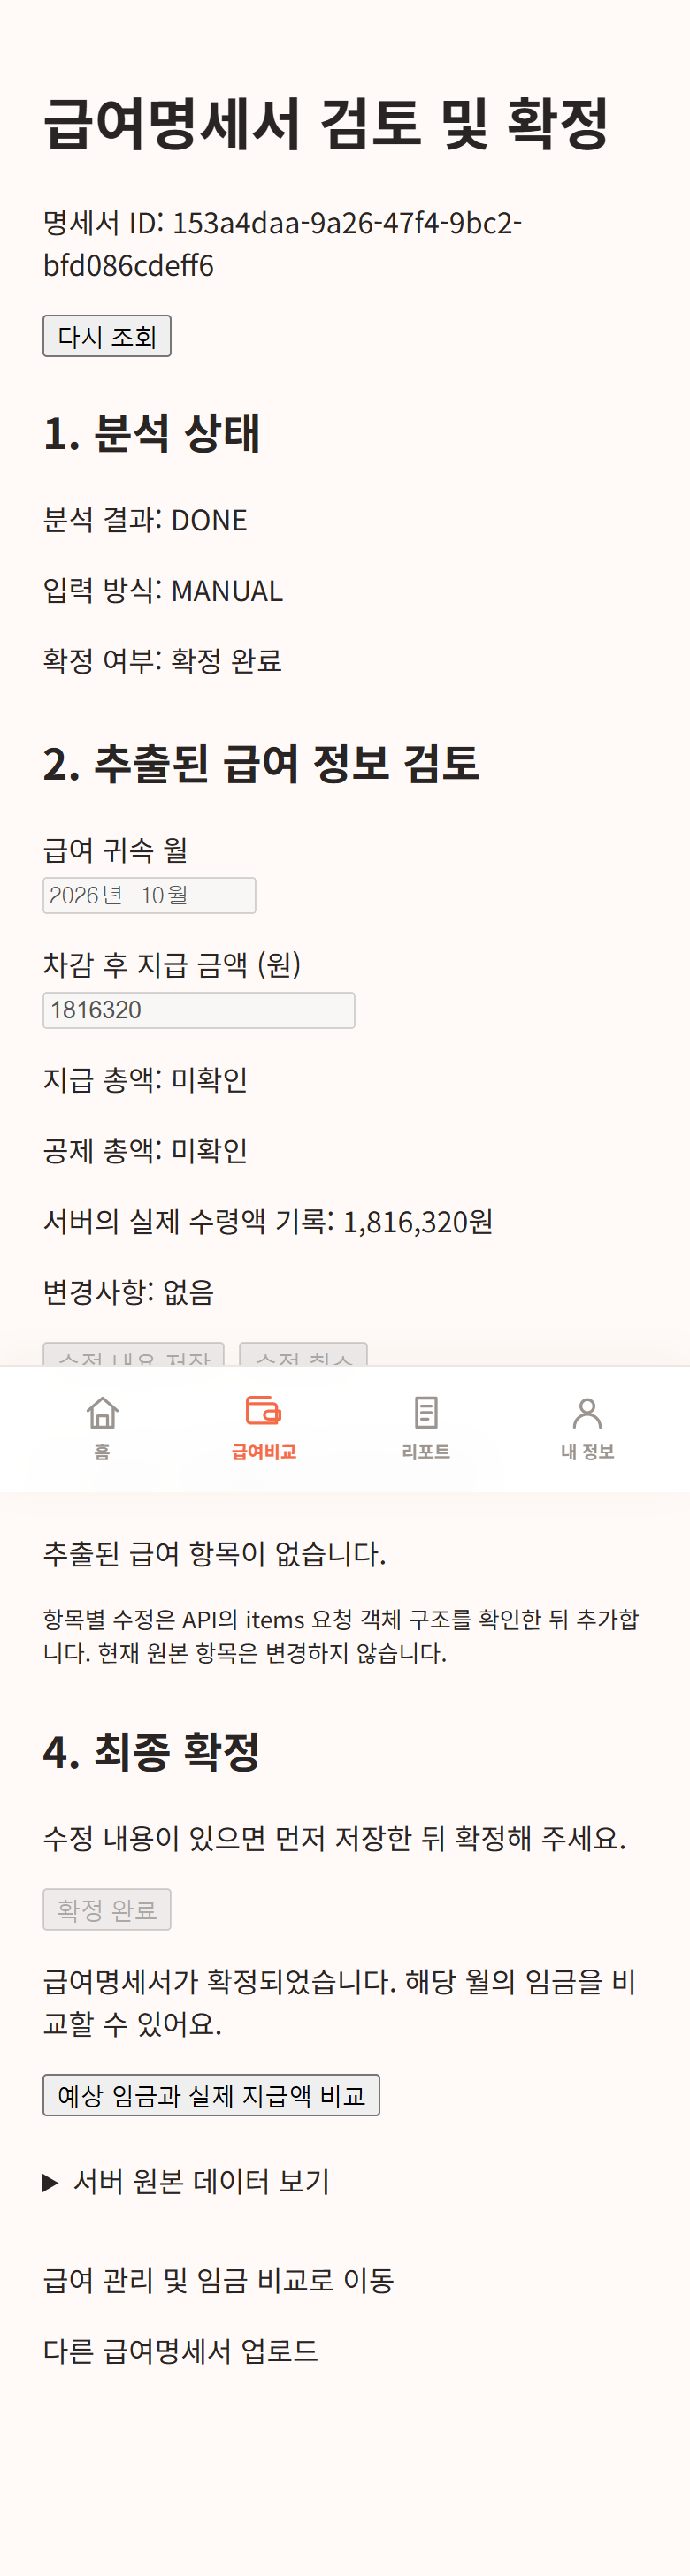 급여명세서 검토 및 확정
명세서 ID: 153a4daa-9a26-47f4-9bc2-
bfd086cdeff6
다시 조회
1. 분석 상태
분석 결과: DONE
입력 방식: MANUAL
확정 여부: 확정 완료
2. 추출된 급여 정보 검토
급여 귀속 월
2026년 10월
차감 후 지급 금액 (원)
1816320
지급 총액: 미확인
공제 총액: 미확인
서버의 실제 수령액 기록: 1,816,320원
변경사항: 없음
수정 내용 저장 수정 취소
홈 급여비교 리포트 내 정보
추출된 급여 항목이 없습니다.
항목별 수정은 API의 items 요청 객체 구조를 확인한 뒤 추가합
니다. 현재 원본 항목은 변경하지 않습니다.
4. 최종 확정
수정 내용이 있으면 먼저 저장한 뒤 확정해 주세요.
확정 완료
급여명세서가 확정되었습니다. 해당 월의 임금을 비
교할 수 있어요.
예상 임금과 실제 지급액 비교
▶ 서버 원본 데이터 보기
급여 관리 및 임금 비교로 이동
다른 급여명세서 업로드